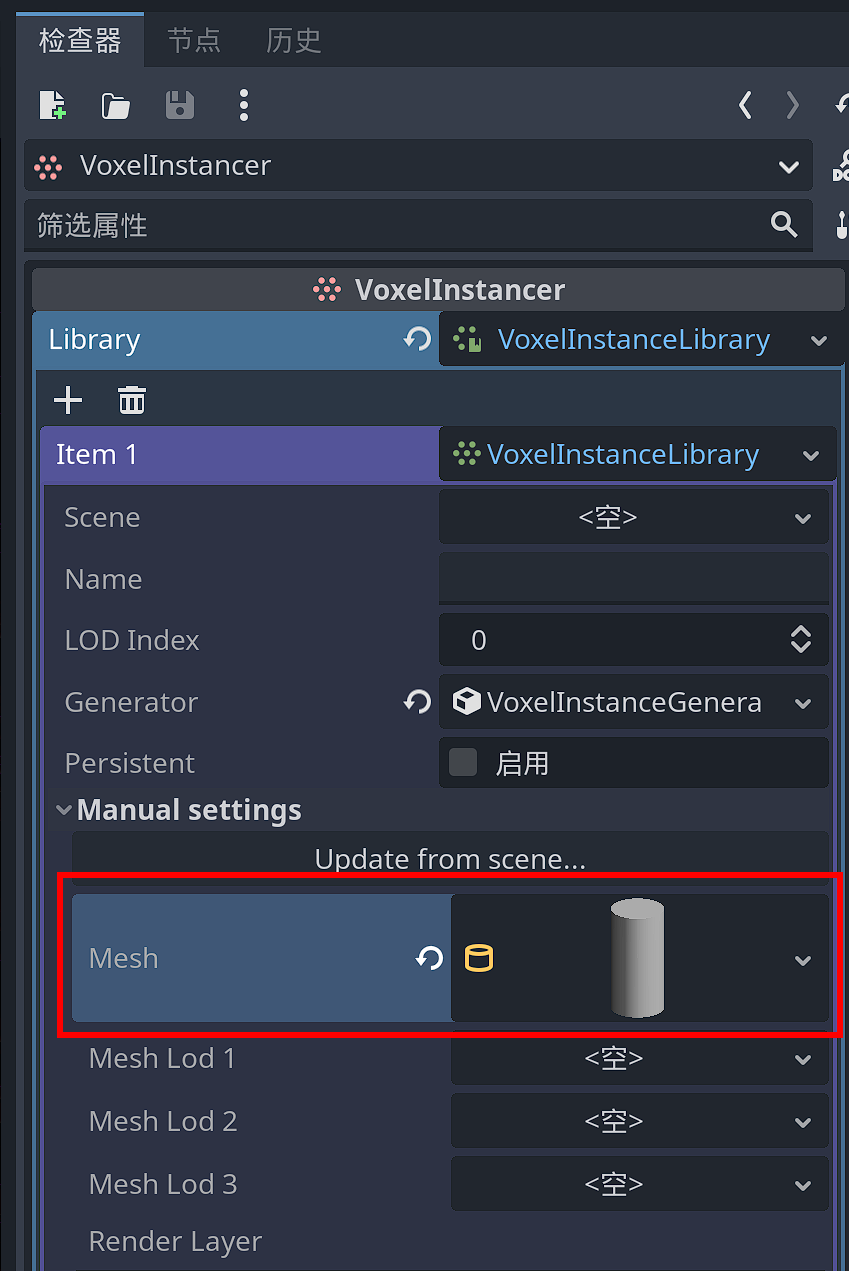 检查器 节点 历史
VoxelInstancer
筛选属性
VoxelInstancer
Library VoxelInstanceLibrary
Item 1 VoxelInstanceLibrary
Scene <空>
Name
LOD Index 0
Generator VoxelInstanceGenera
Persistent 启用
Manual settings
Update from scene...
Mesh
Mesh Lod 1 <空>
Mesh Lod 2 <空>
Mesh Lod 3 <空>
Render Layer